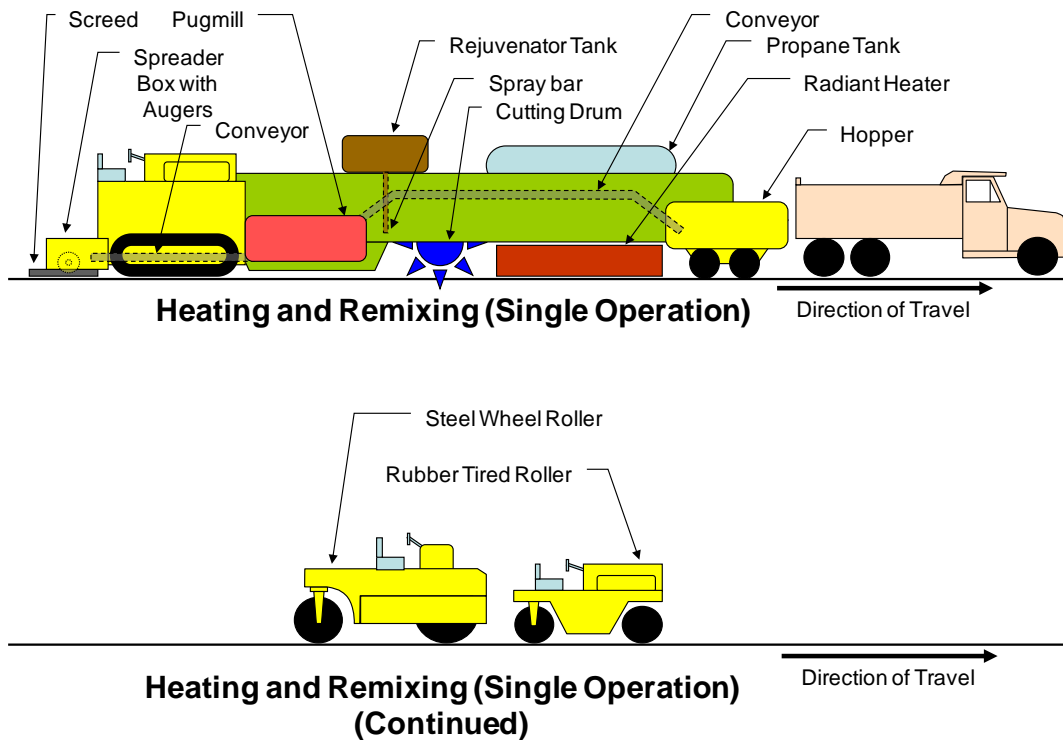 Screed
Pugmill
Conveyor
Rejuvenator Tank
Propane Tank
Spreader
Box with
Augers
Spray bar
Radiant Heater
Cutting Drum
Conveyor
Hopper
Heating and Remixing (Single Operation)
Direction of Travel
Steel Wheel Roller
Rubber Tired Roller
Heating and Remixing (Single Operation)
(Continued)
Direction of Travel